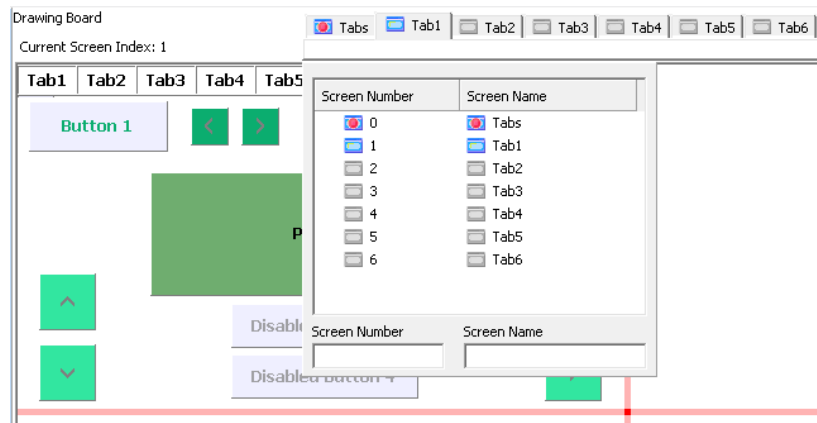 Drawing Board
Current Screen Index: 1
Tabs Tab1 Tab2 Tab3 Tab4 Tab5 Tab6
Tab1 Tab2 Tab3 Tab4 Tab5
Button 1 < >
Screen Number Screen Name
0 Tabs
1 Tab1
2 Tab2
3 Tab3
4 Tab4
5 Tab5
6 Tab6
P
Screen Number Screen Name
Disabled Button 4